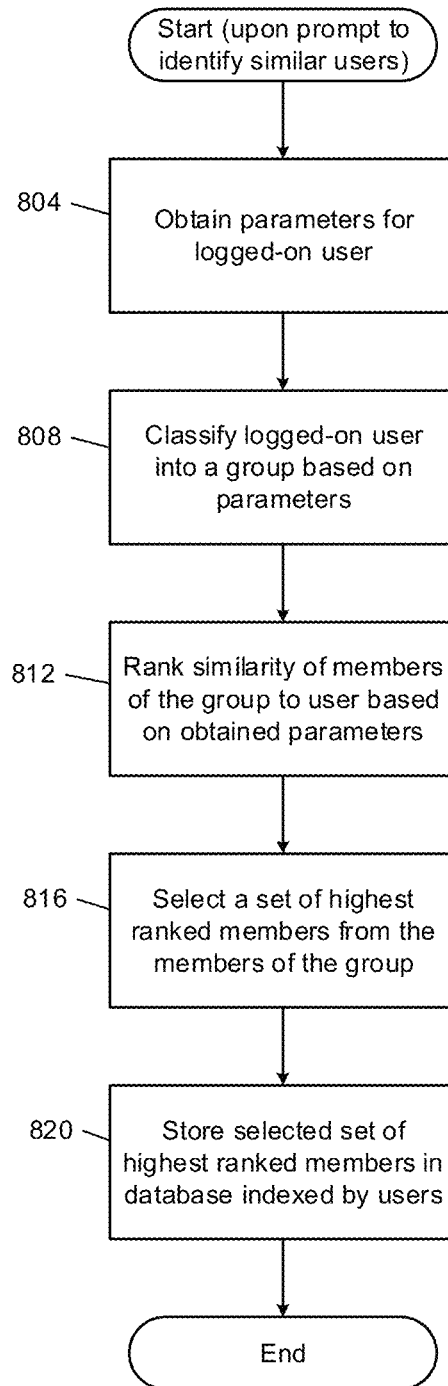 Start (upon prompt to
identify similar users)
804
Obtain parameters for
logged-on user
808
Classify logged-on user
into a group based on
parameters
812
Rank similarity of members
of the group to user based
on obtained parameters
816
Select a set of highest
ranked members from the
members of the group
820
Store selected set of
highest ranked members in
database indexed by users
End